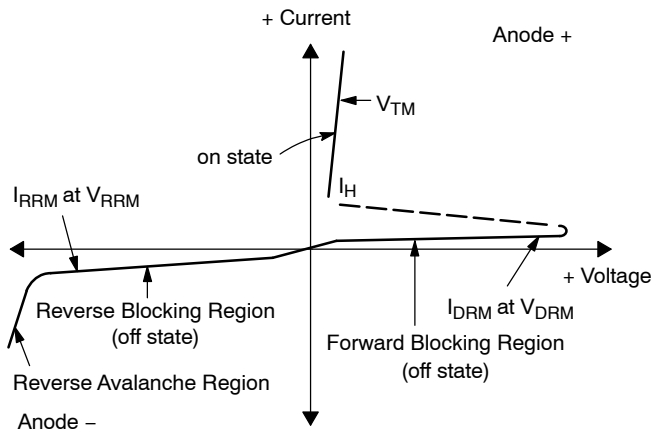 + Current
Anode +
V_TM
on state
I_H
I_RRM at V_RRM
+ Voltage
Reverse Blocking Region
(off state)
I_DRM at V_DRM
Forward Blocking Region
(off state)
Reverse Avalanche Region
Anode −